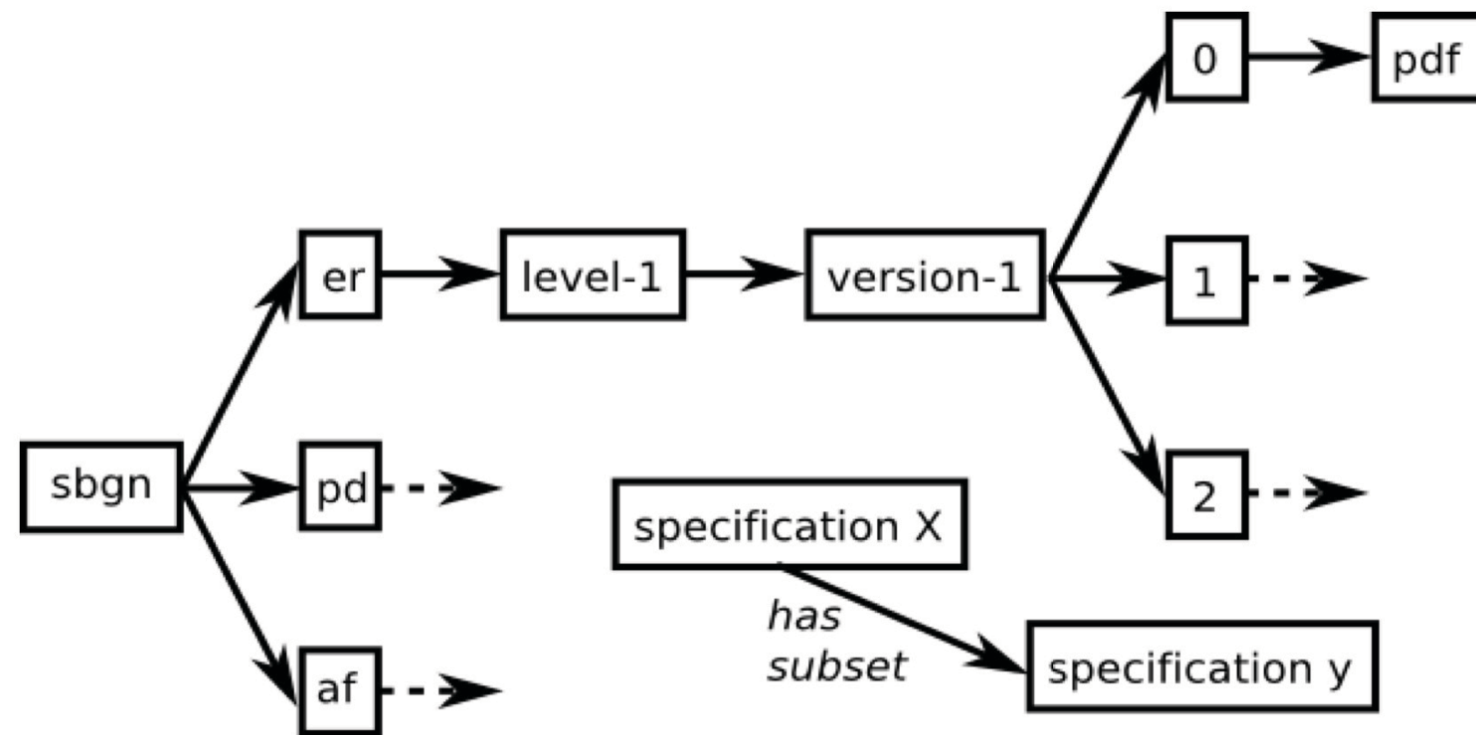 0
pdf
er
level-1
version-1
1
sbgn
pd
specification X
2
has
subset
specification y
af